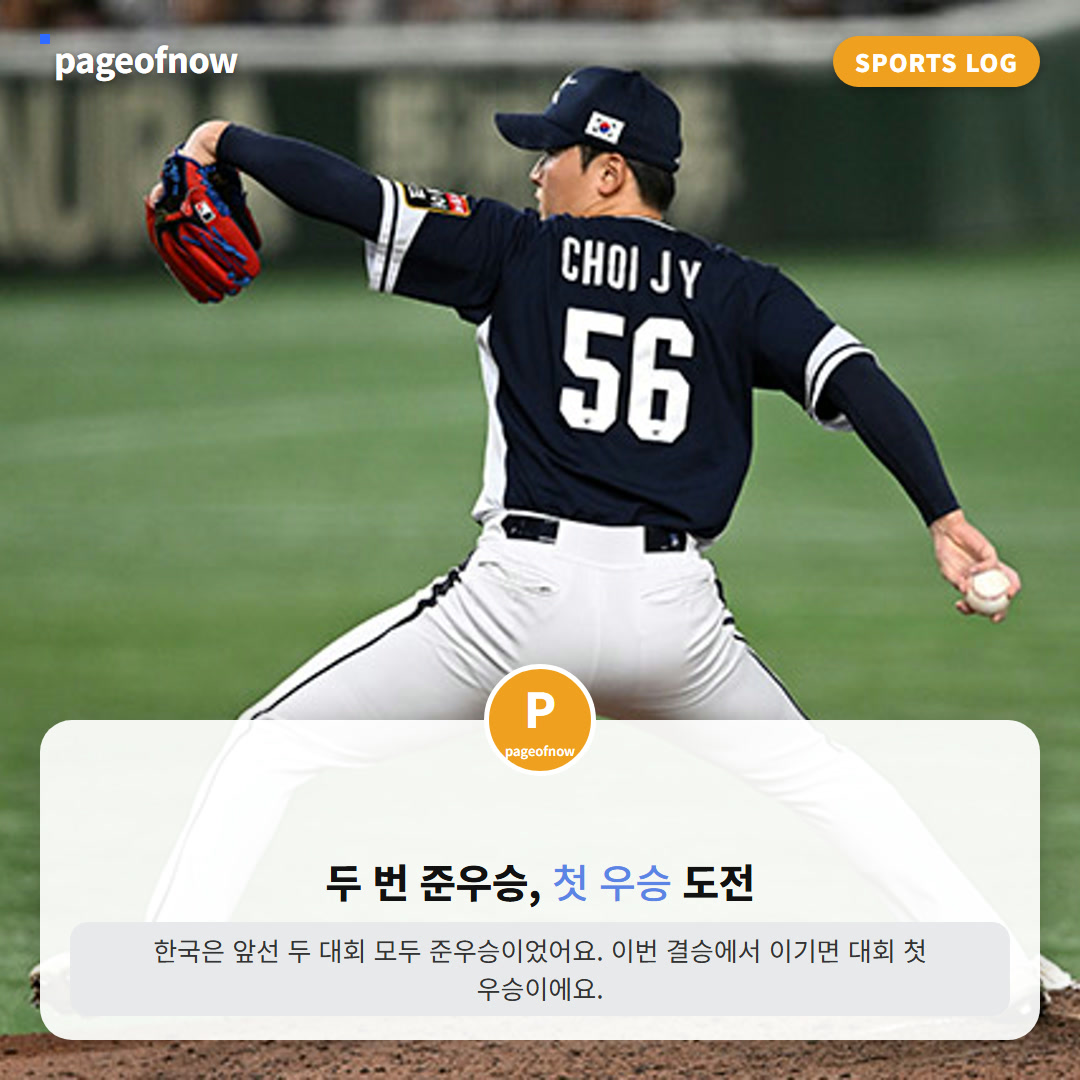 pageofnow
SPORTS LOG
CHOI J Y
56
P
pageofnow
두 번 준우승, 첫 우승 도전
한국은 앞선 두 대회 모두 준우승이었어요. 이번 결승에서 이기면 대회 첫
우승이에요.